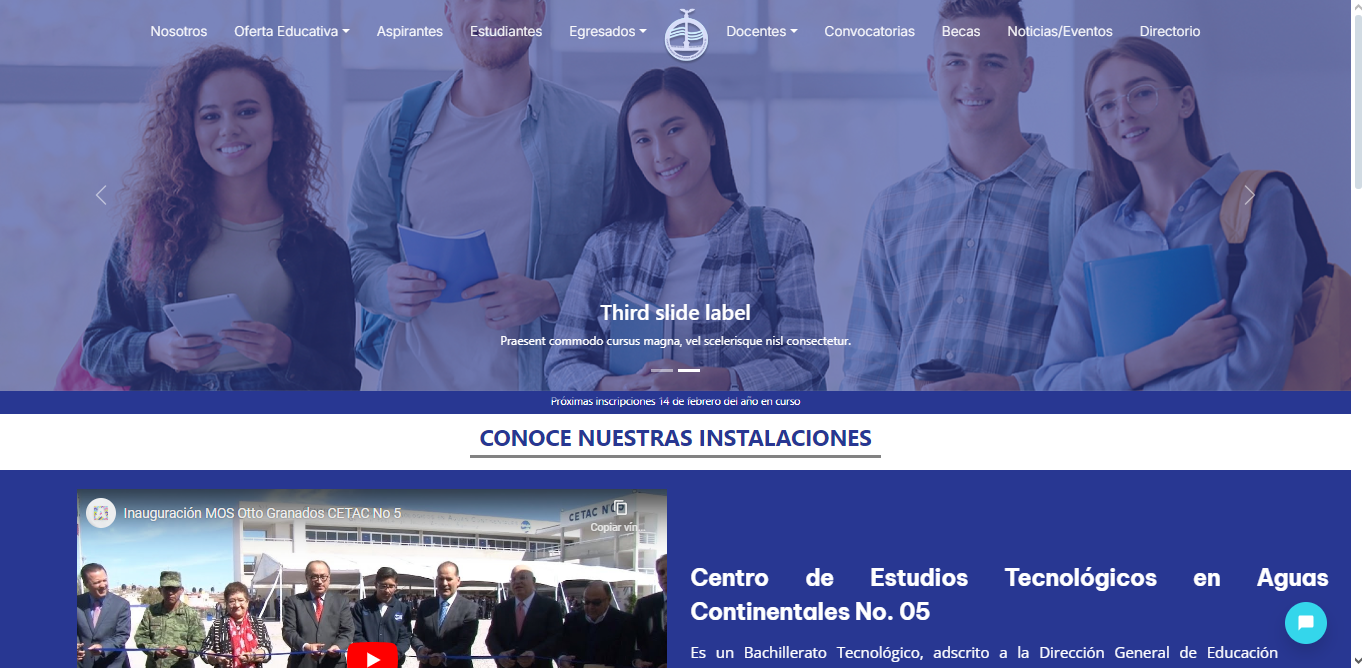 Nosotros Oferta Educativa Aspirantes Estudiantes Egresados Docentes Convocatorias Becas Noticias/Eventos Directorio
Third slide label
Praesent commodo cursus magna, vel scelerisque nisl consectetur.
Próximas inscripciones 14 de febrero del año en curso
CONOCE NUESTRAS INSTALACIONES
Inauguración MOS Otto Granados CETAC No 5
Copiar vín...
CETAC N
Centro de Estudios Tecnológicos en Aguas
Continentales No. 05
Es un Bachillerato Tecnológico, adscrito a la Dirección General de Educación